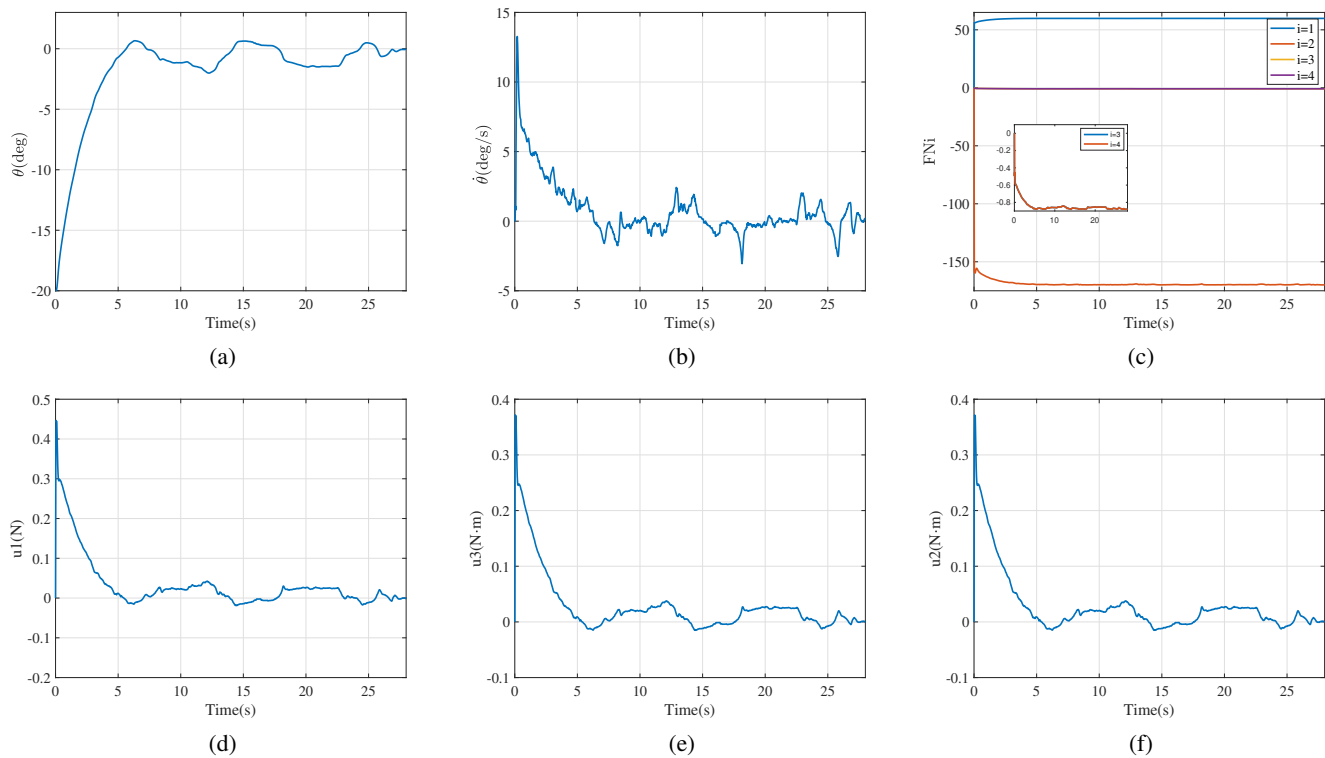 0
-5
-10
-15
-20
θ(deg)
0 5 10 15 20 25
Time(s)
(a)
15
10
5
0
-5
θ̇(deg/s)
0 5 10 15 20 25
Time(s)
(b)
50
0
-50
-100
-150
FNi
i=1
i=2
i=3
i=4
0
-0.2
-0.4
-0.6
-0.8
i=3
i=4
0 10 20
0 5 10 15 20 25
Time(s)
(c)
0.5
0.4
0.3
0.2
0.1
0
-0.1
-0.2
u1(N)
0 5 10 15 20 25
Time(s)
(d)
0.4
0.3
0.2
0.1
0
-0.1
u3(N·m)
0 5 10 15 20 25
Time(s)
(e)
0.4
0.3
0.2
0.1
0
-0.1
u2(N·m)
0 5 10 15 20 25
Time(s)
(f)